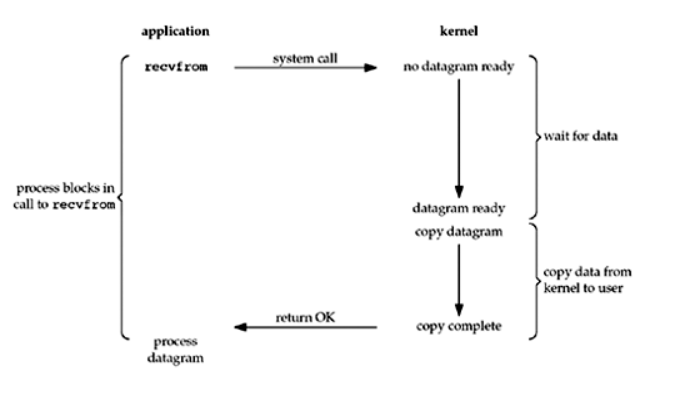 application
kernel
recvfrom
system call
no datagram ready
wait for data
process blocks in
call to recvfrom
datagram ready
copy datagram
copy data from
kernel to user
return OK
copy complete
process
datagram